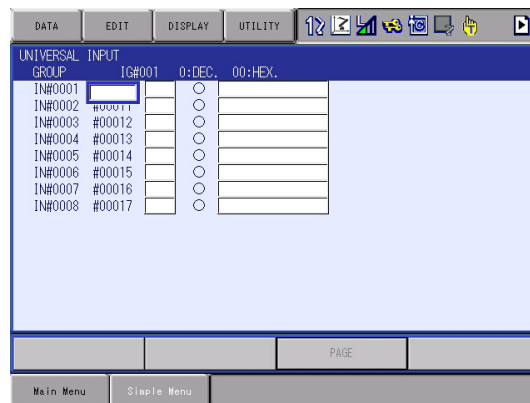 DATA EDIT DISPLAY UTILITY
UNIVERSAL INPUT
GROUP IG#001 0:DEC. 00:HEX.
IN#0001
IN#0002 #00011
IN#0003 #00012
IN#0004 #00013
IN#0005 #00014
IN#0006 #00015
IN#0007 #00016
IN#0008 #00017
PAGE
Main Menu Simple Menu